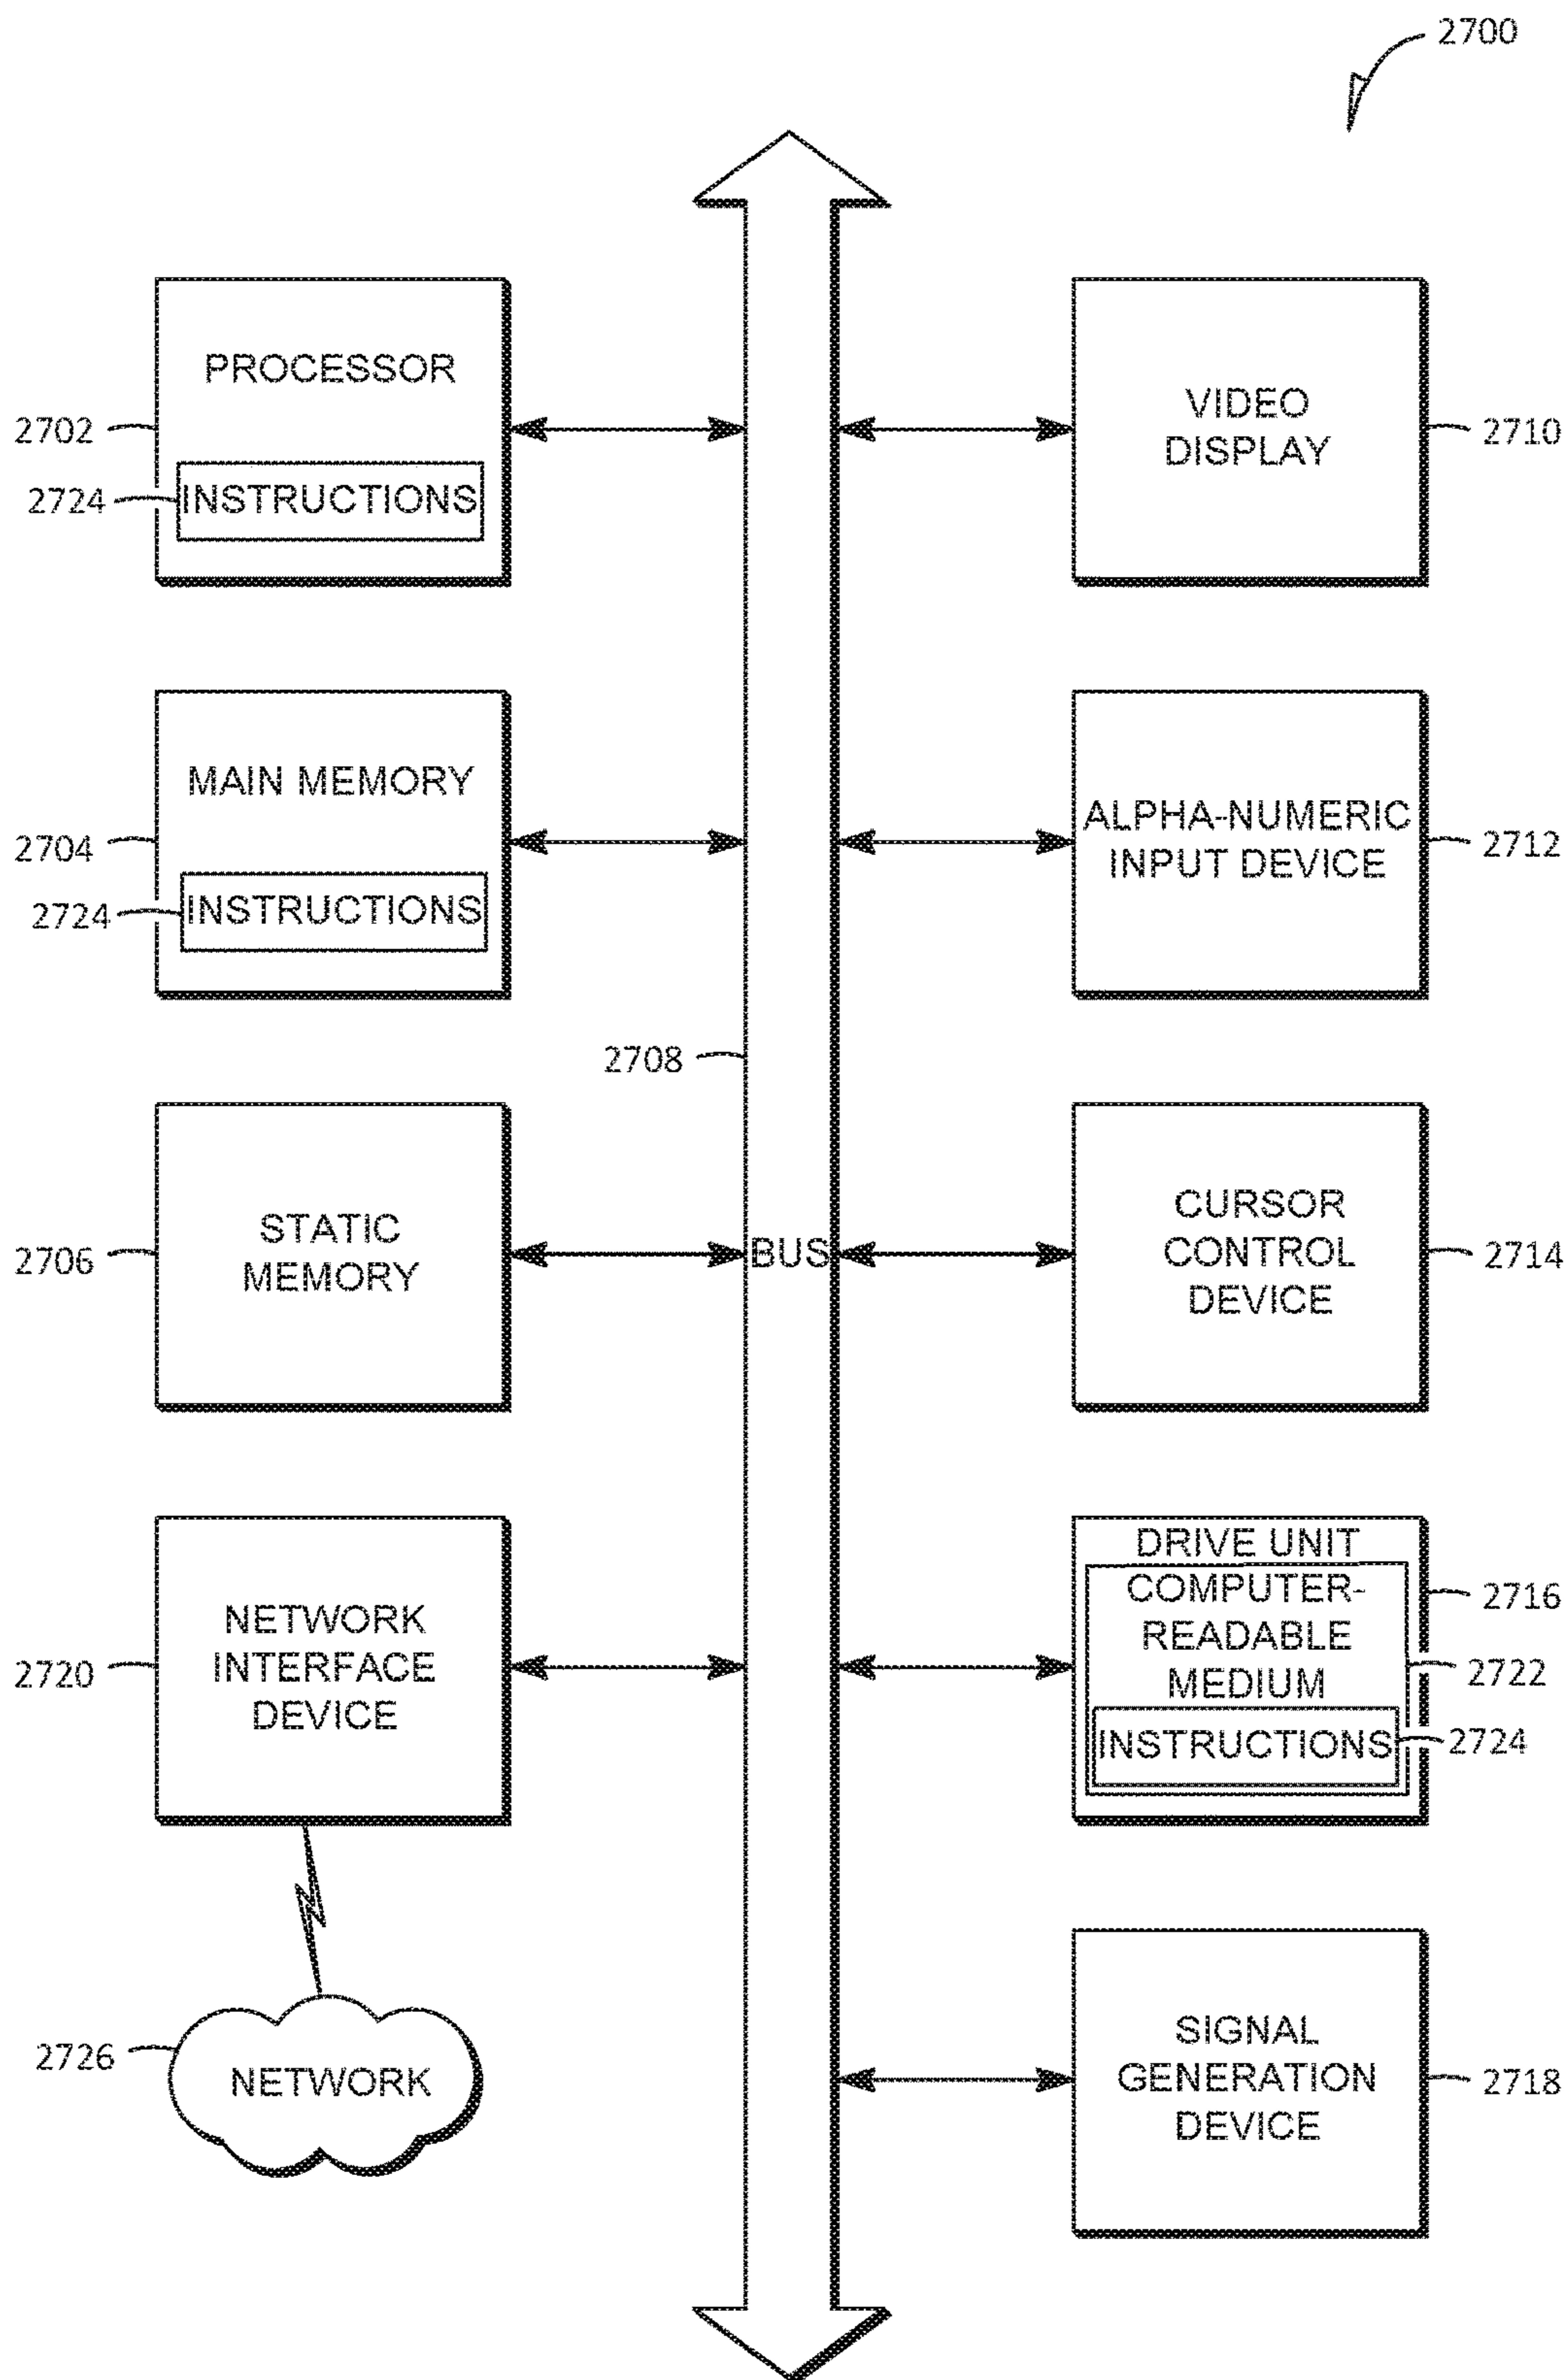 2700
PROCESSOR
2702
2724
INSTRUCTIONS
VIDEO
DISPLAY
2710
MAIN MEMORY
2704
2724
INSTRUCTIONS
ALPHA-NUMERIC
INPUT DEVICE
2712
2708
STATIC
MEMORY
2706
BUS
CURSOR
CONTROL
DEVICE
2714
NETWORK
INTERFACE
DEVICE
2720
DRIVE UNIT
COMPUTER-
READABLE
MEDIUM
2716
2722
INSTRUCTIONS
2724
2726
NETWORK
SIGNAL
GENERATION
DEVICE
2718